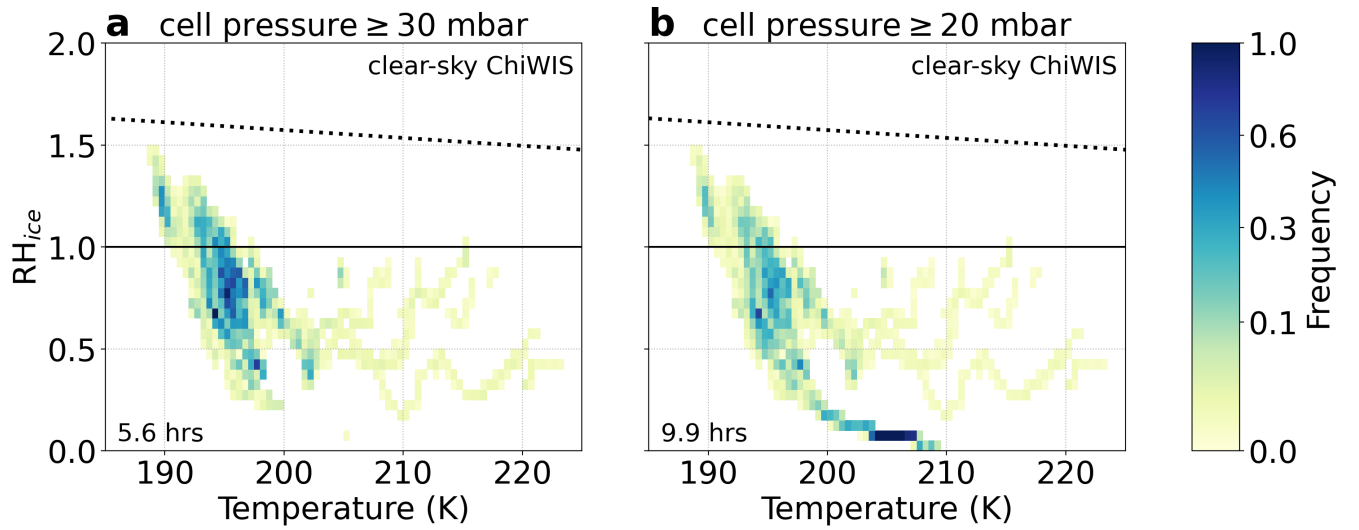 a cell pressure ≥ 30 mbar
b cell pressure ≥ 20 mbar
clear-sky ChiWIS
clear-sky ChiWIS
2.0
1.5
1.0
0.5
0.0
RHice
5.6 hrs
9.9 hrs
190 200 210 220
190 200 210 220
Temperature (K)
Temperature (K)
1.0
0.6
0.3
0.1
0.0
Frequency